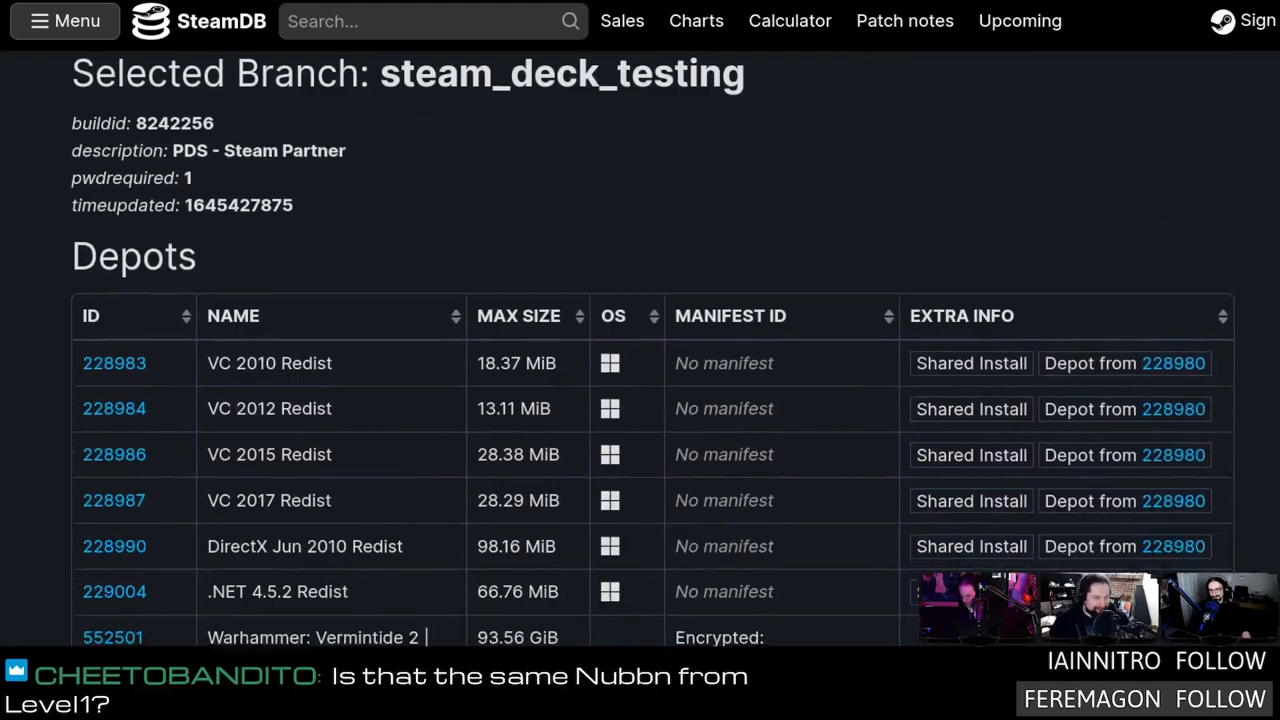 Menu SteamDB Search... Sales Charts Calculator Patch notes Upcoming Sign
Selected Branch: steam_deck_testing
buildid: 8242256
description: PDS - Steam Partner
pwdrequired: 1
timeupdated: 1645427875
Depots
ID NAME MAX SIZE OS MANIFEST ID EXTRA INFO
228983 VC 2010 Redist 18.37 MiB No manifest Shared Install Depot from 228980
228984 VC 2012 Redist 13.11 MiB No manifest Shared Install Depot from 228980
228986 VC 2015 Redist 28.38 MiB No manifest Shared Install Depot from 228980
228987 VC 2017 Redist 28.29 MiB No manifest Shared Install Depot from 228980
228990 DirectX Jun 2010 Redist 98.16 MiB No manifest Shared Install Depot from 228980
229004 .NET 4.5.2 Redist 66.76 MiB No manifest
552501 Warhammer: Vermintide 2 | 93.56 GiB Encrypted:
CHEETOBANDITO: Is that the same Nubbn from
Level1?
IAINNITRO FOLLOW
FEREMAGON FOLLOW